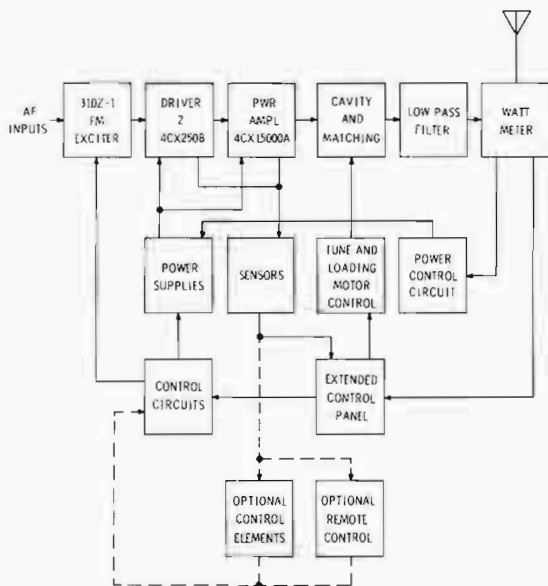 AF
INPUTS
310Z-1
FM
EXCITER
DRIVER
2
4CX250B
PWR
AMPL
4CX15000A
CAVITY
AND
MATCHING
LOW PASS
FILTER
WATT
METER
POWER
SUPPLIES
SENSORS
TUNE AND
LOADING
MOTOR
CONTROL
POWER
CONTROL
CIRCUIT
CONTROL
CIRCUITS
EXTENDED
CONTROL
PANEL
OPTIONAL
CONTROL
ELEMENTS
OPTIONAL
REMOTE
CONTROL